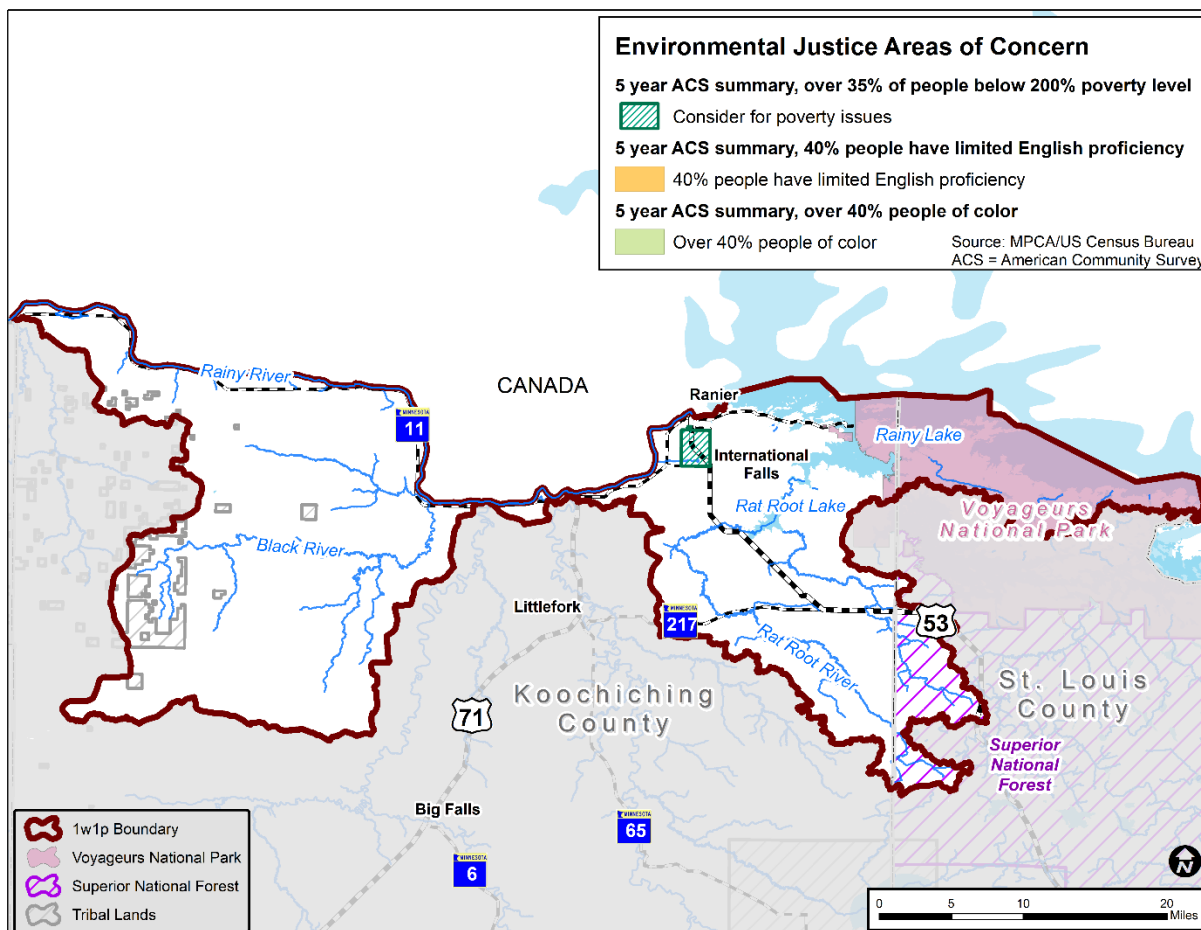 Environmental Justice Areas of Concern
5 year ACS summary, over 35% of people below 200% poverty level
Consider for poverty issues
5 year ACS summary, 40% people have limited English proficiency
40% people have limited English proficiency
5 year ACS summary, over 40% people of color
Over 40% people of color
Source: MPCA/US Census Bureau
ACS = American Community Survey
Rainy River
CANADA
Ranier
MINNESOTA
11
Rainy Lake
International
Falls
Rat Root Lake
Voyageurs
National Park
Black River
Littlefork
MINNESOTA
217
53
Rat Root River
Koochiching
County
71
St. Louis
County
Superior
National
Forest
Big Falls
MINNESOTA
65
MINNESOTA
6
1w1p Boundary
Voyageurs National Park
Superior National Forest
Tribal Lands
N
0 5 10 20
Miles